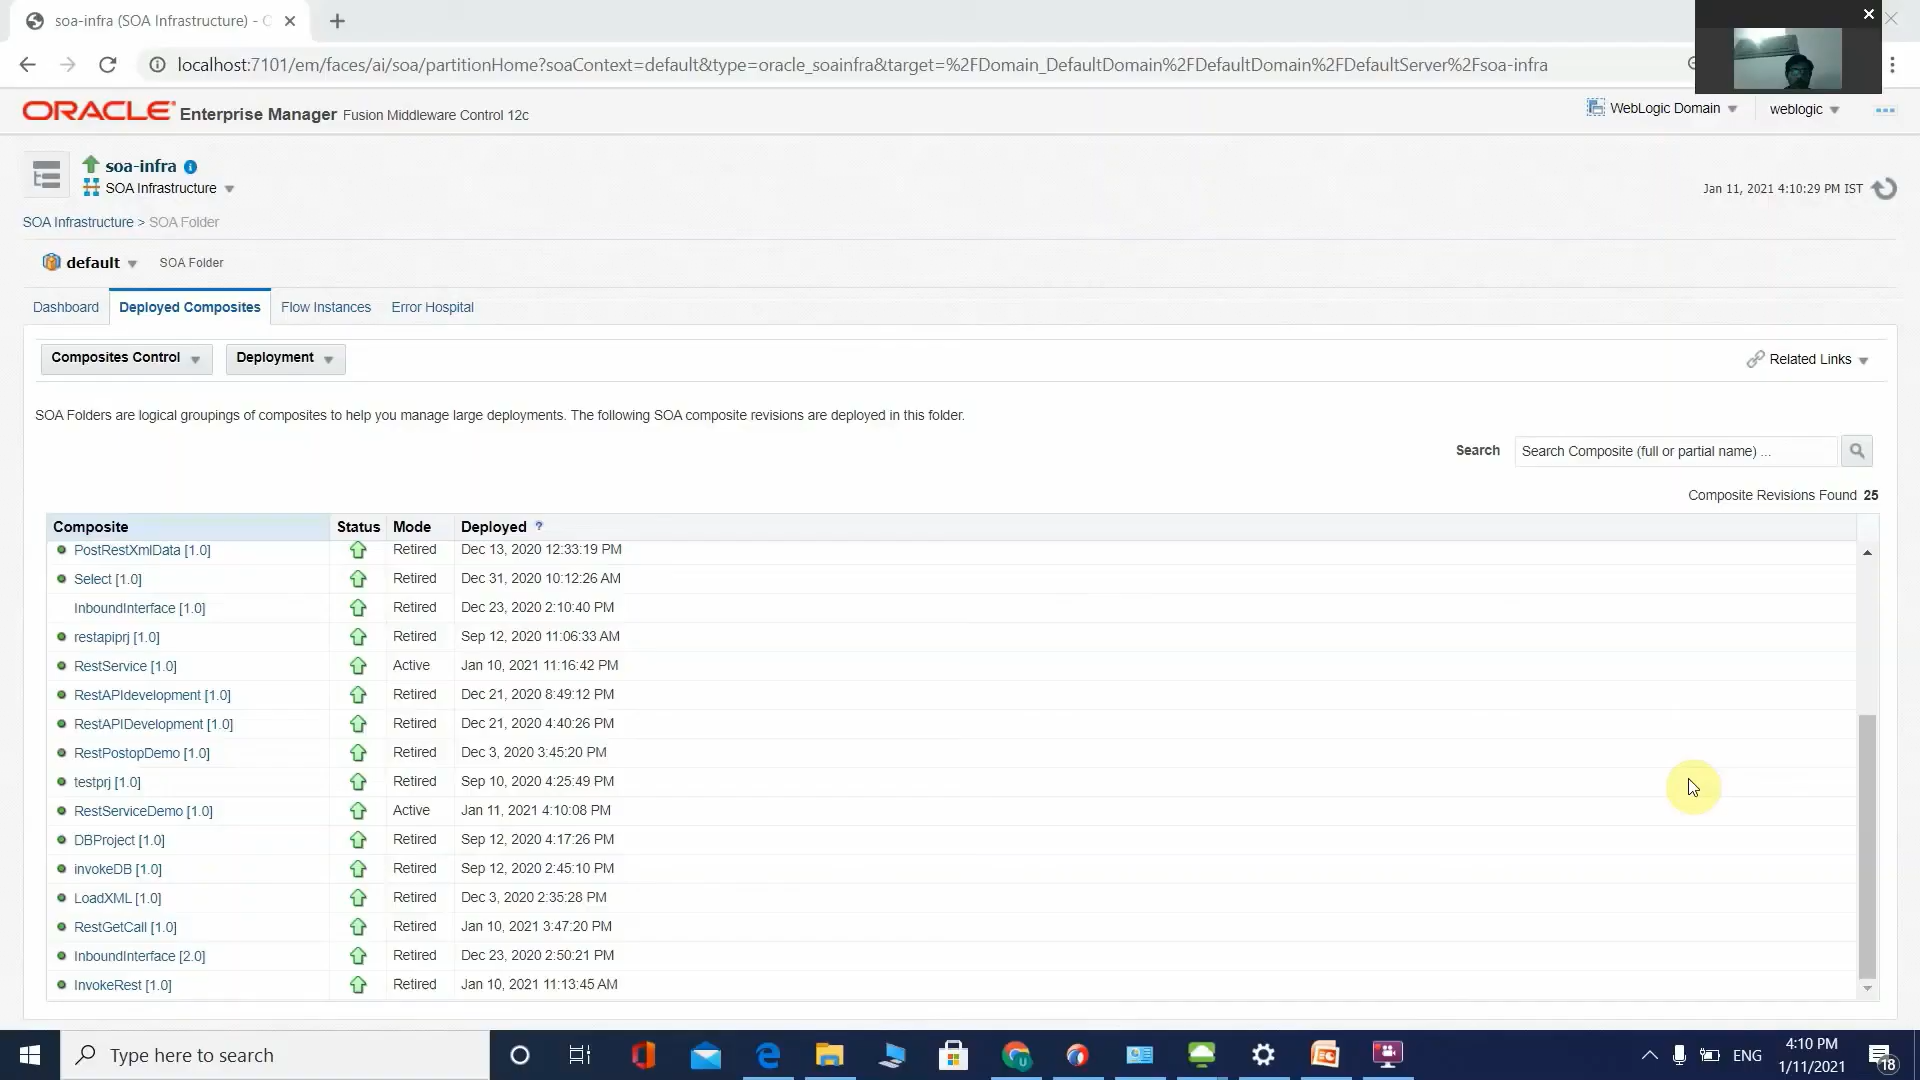 soa-infra (SOA Infrastructure) - O
localhost:7101/em/faces/ai/soa/partitionHome?soaContext=default&type=oracle_soainfra&target=%2FDomain_DefaultDomain%2FDefaultDomain%2FDefaultServer%2Fsoa-infra
ORACLE Enterprise Manager Fusion Middleware Control 12c
WebLogic Domain weblogic
soa-infra
SOA Infrastructure
Jan 11, 2021 4:10:29 PM IST
SOA Infrastructure > SOA Folder
default SOA Folder
Dashboard Deployed Composites Flow Instances Error Hospital
Composites Control Deployment Related Links
SOA Folders are logical groupings of composites to help you manage large deployments. The following SOA composite revisions are deployed in this folder.
Search Search Composite (full or partial name) ...
Composite Revisions Found 25
Composite Status Mode Deployed ?
PostRestXmlData [1.0] Retired Dec 13, 2020 12:33:19 PM
Select [1.0] Retired Dec 31, 2020 10:12:26 AM
InboundInterface [1.0] Retired Dec 23, 2020 2:10:40 PM
restapiprj [1.0] Retired Sep 12, 2020 11:06:33 AM
RestService [1.0] Active Jan 10, 2021 11:16:42 PM
RestAPIdevelopment [1.0] Retired Dec 21, 2020 8:49:12 PM
RestAPIDevelopment [1.0] Retired Dec 21, 2020 4:40:26 PM
RestPostopDemo [1.0] Retired Dec 3, 2020 3:45:20 PM
testprj [1.0] Retired Sep 10, 2020 4:25:49 PM
RestServiceDemo [1.0] Active Jan 11, 2021 4:10:08 PM
DBProject [1.0] Retired Sep 12, 2020 4:17:26 PM
invokeDB [1.0] Retired Sep 12, 2020 2:45:10 PM
LoadXML [1.0] Retired Dec 3, 2020 2:35:28 PM
RestGetCall [1.0] Retired Jan 10, 2021 3:47:20 PM
InboundInterface [2.0] Retired Dec 23, 2020 2:50:21 PM
InvokeRest [1.0] Retired Jan 10, 2021 11:13:45 AM
Type here to search
ENG
4:10 PM
1/11/2021
18